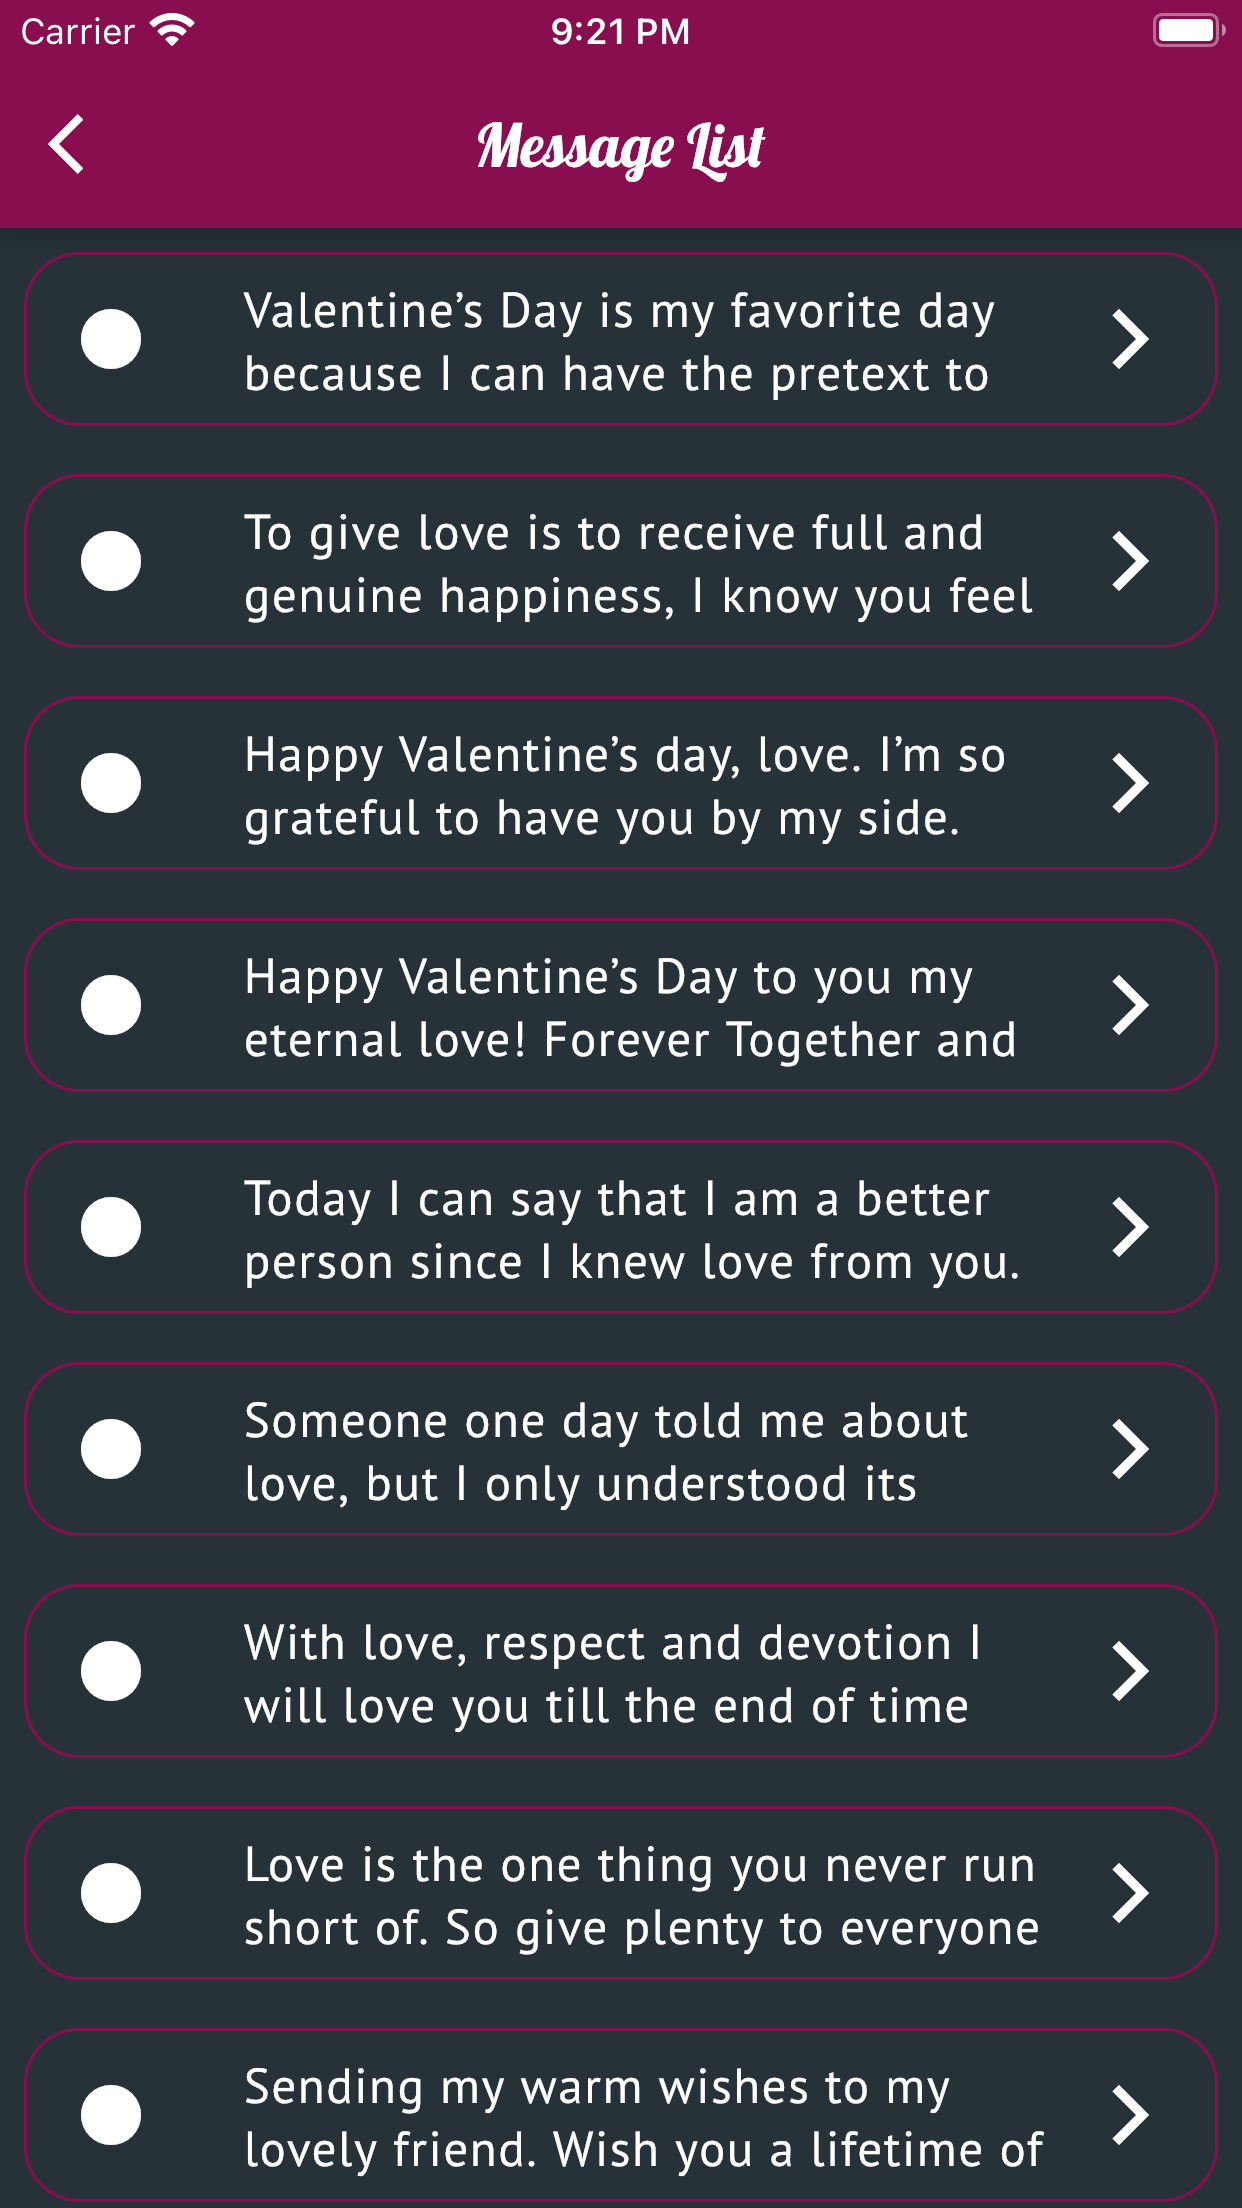 Carrier
9:21 PM
Message List
Valentine’s Day is my favorite day
because I can have the pretext to
To give love is to receive full and
genuine happiness, I know you feel
Happy Valentine’s day, love. I’m so
grateful to have you by my side.
Happy Valentine’s Day to you my
eternal love! Forever Together and
Today I can say that I am a better
person since I knew love from you.
Someone one day told me about
love, but I only understood its
With love, respect and devotion I
will love you till the end of time
Love is the one thing you never run
short of. So give plenty to everyone
Sending my warm wishes to my
lovely friend. Wish you a lifetime of